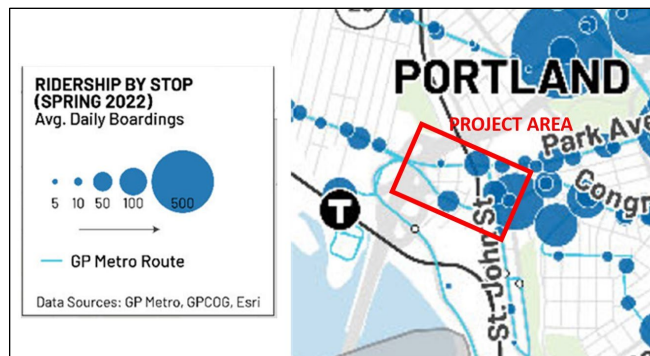 RIDERSHIP BY STOP
(SPRING 2022)
Avg. Daily Boardings
5 10 50 100 500
GP Metro Route
Data Sources: GP Metro, GPCOG, Esri
PORTLAND
PROJECT AREA
Park Ave
Congr
St. John St
T